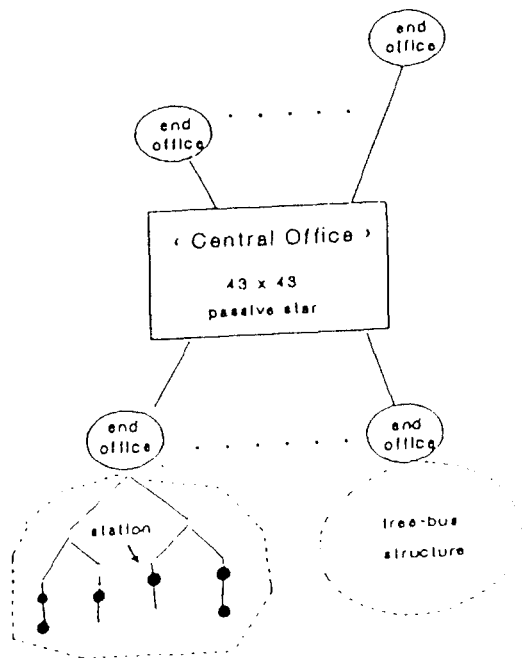 end
office
end
office
‹ Central Office ›
43 x 43
passive star
end
office
end
office
station
tree-bus
structure